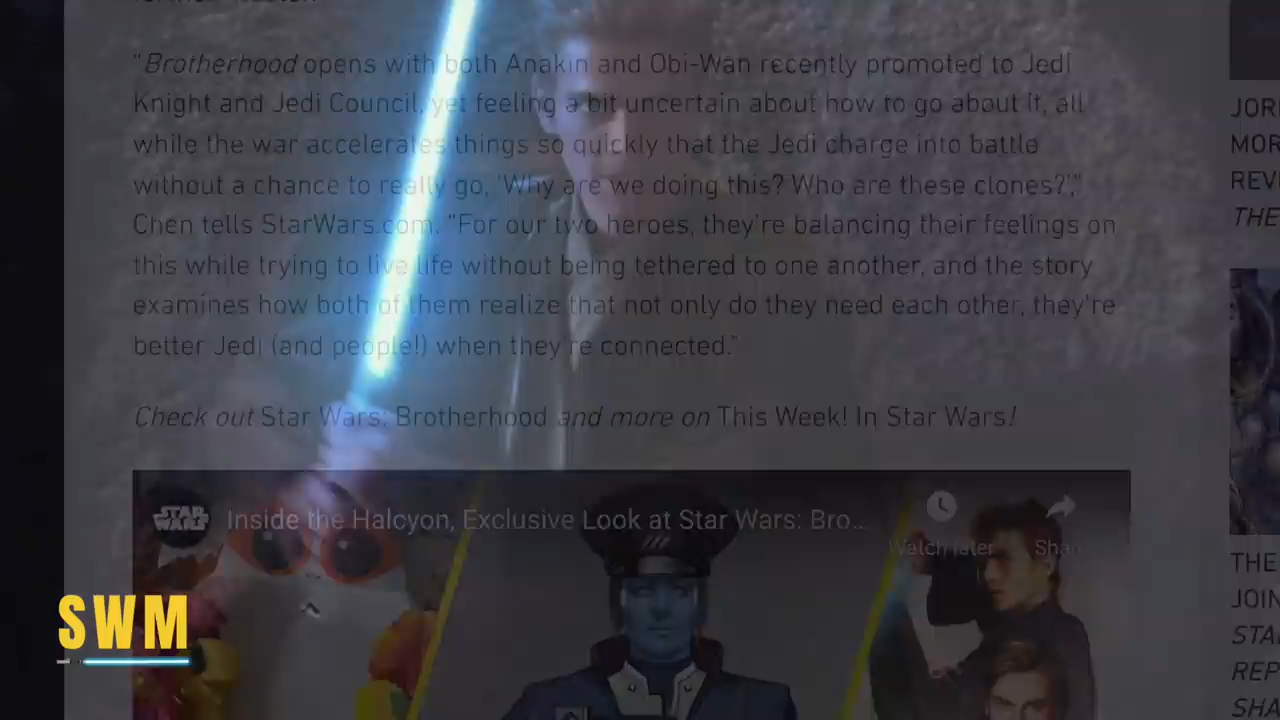 "Brotherhood opens with both Anakin and Obi-Wan recently promoted to Jedi
Knight and Jedi Council, yet feeling a bit uncertain about how to go about it, all
while the war accelerates things so quickly that the Jedi charge into battle
without a chance to really go, 'Why are we doing this? Who are these clones?',"
Chen tells StarWars.com. "For our two heroes, they're balancing their feelings on
this while trying to live life without being tethered to one another, and the story
examines how both of them realize that not only do they need each other, they're
better Jedi (and people!) when they're connected."
Check out Star Wars: Brotherhood and more on This Week! In Star Wars!
STAR WARS
Inside the Halcyon, Exclusive Look at Star Wars: Bro...
Watch later
SWM
JOR
MOR
REV
THE
THE
JOIN
STA
REP
SHA